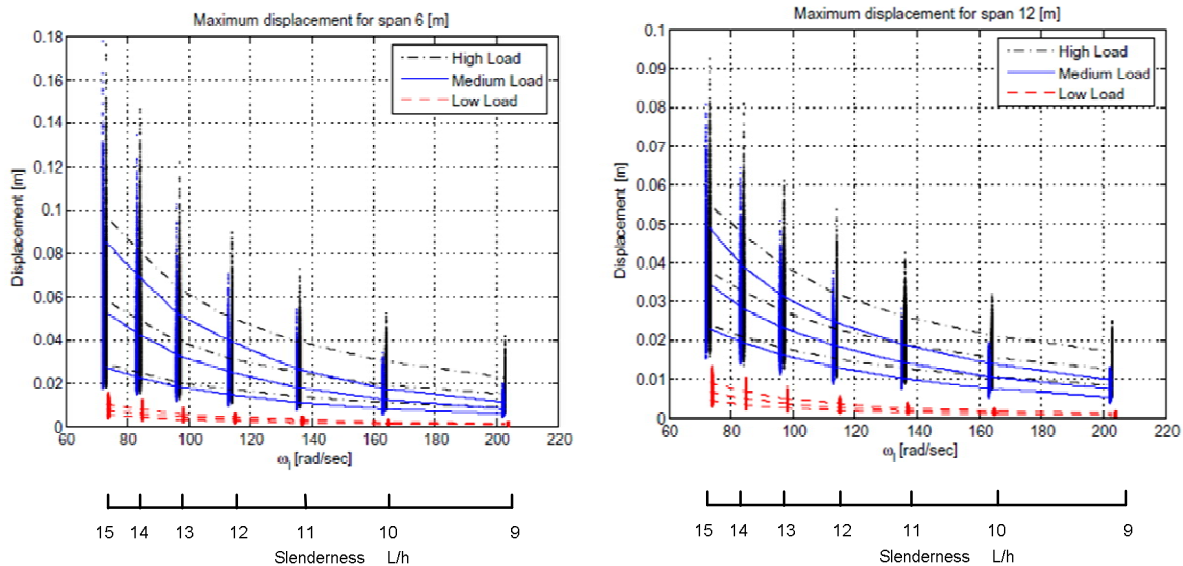 Maximum displacement for span 6 [m]
0.18
0.16
0.14
0.12
0.1
0.08
0.06
0.04
0.02
0
Displacement [m]
High Load
Medium Load
Low Load
60 80 100 120 140 160 180 200 220
ωl [rad/sec]
15 14 13 12 11 10 9
Slenderness L/h
Maximum displacement for span 12 [m]
0.1
0.09
0.08
0.07
0.06
0.05
0.04
0.03
0.02
0.01
0
Displacement [m]
High Load
Medium Load
Low Load
60 80 100 120 140 160 180 200 220
ωl [rad/sec]
15 14 13 12 11 10 9
Slenderness L/h